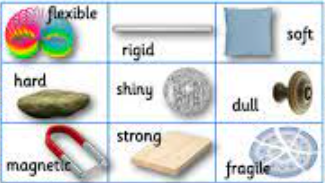 flexible
rigid
soft
hard
shiny
dull
magnetic
strong
fragile